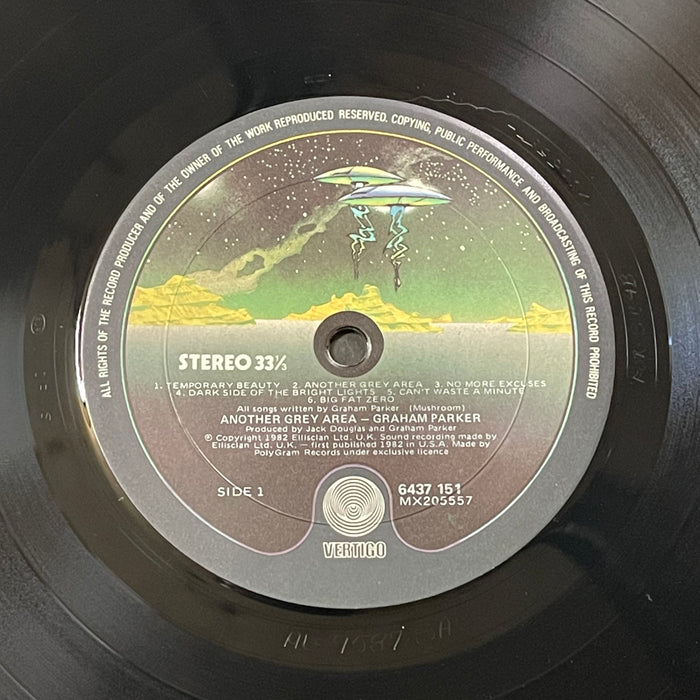 ALL RIGHTS OF THE RECORD PRODUCER AND OF THE OWNER OF THE WORK REPRODUCED RESERVED. COPYING, PUBLIC PERFORMANCE AND BROADCASTING OF THIS RECORD PROHIBITED
STEREO 33⅓
1. TEMPORARY BEAUTY 2. ANOTHER GREY AREA 3. NO MORE EXCUSES
4. DARK SIDE OF THE BRIGHT LIGHTS 5. CAN'T WASTE A MINUTE
6. BIG FAT ZERO
All songs written by Graham Parker (Mushroom)
ANOTHER GREY AREA – GRAHAM PARKER
Produced by Jack Douglas and Graham Parker
℗ Copyright 1982 Ellisclan Ltd. U.K. Sound recording made by
Ellisclan Ltd. U.K. – first published 1982 in U.S.A. Made by
PolyGram Records under exclusive licence
SIDE 1
6437 151
MX205557
VERTIGO